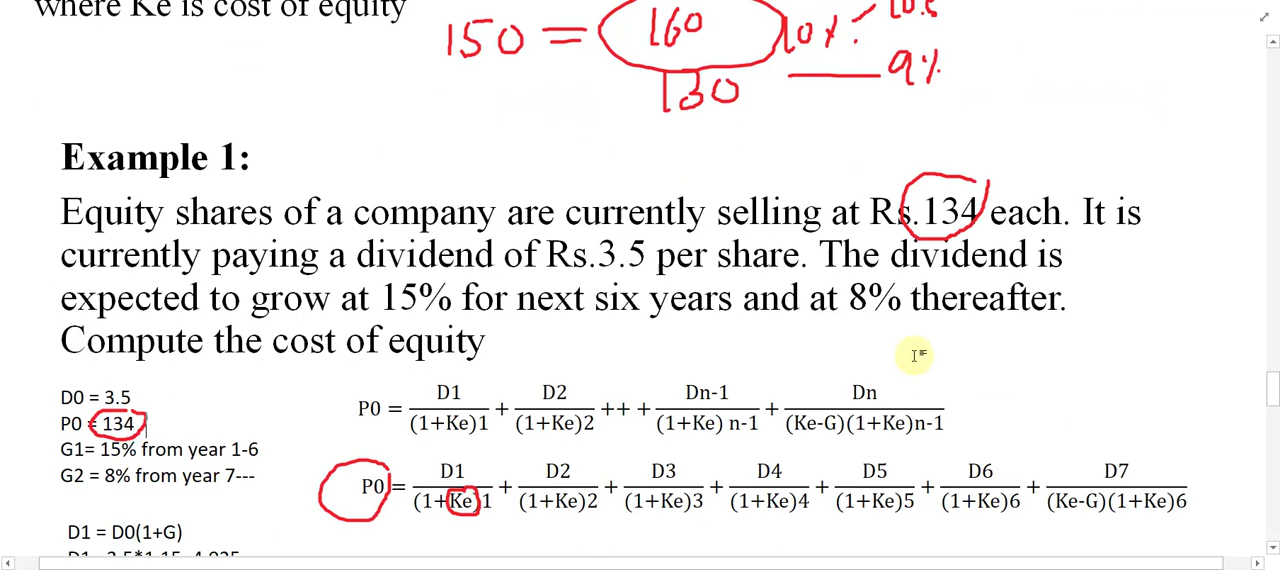 where Ke is cost of equity
150 = 160 10%
9%
130
Example 1:
Equity shares of a company are currently selling at Rs.134 each. It is
currently paying a dividend of Rs.3.5 per share. The dividend is
expected to grow at 15% for next six years and at 8% thereafter.
Compute the cost of equity
D0 = 3.5
P0 = 134
G1= 15% from year 1-6
G2 = 8% from year 7---
D1 = D0(1+G)
P0 = D1/(1+Ke)1 + D2/(1+Ke)2 ++ + Dn-1/(1+Ke) n-1 + Dn/(Ke-G)(1+Ke)n-1
P0 = D1/(1+Ke)1 + D2/(1+Ke)2 + D3/(1+Ke)3 + D4/(1+Ke)4 + D5/(1+Ke)5 + D6/(1+Ke)6 + D7/(Ke-G)(1+Ke)6